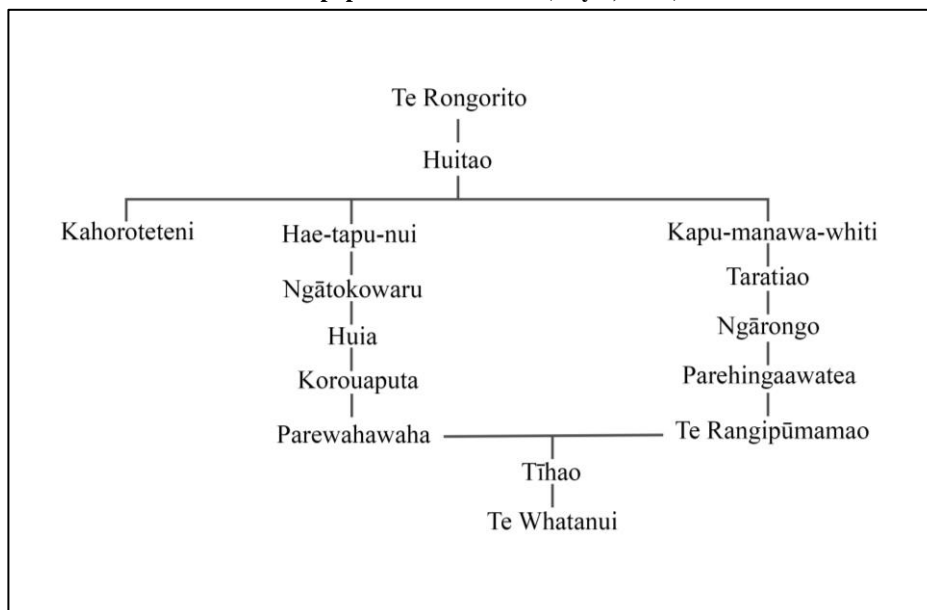 Te Rongorito
Huitao
Kahoroteteni
Hae-tapu-nui
Kapu-manawa-whiti
Ngātokowaru
Taratiao
Huia
Ngārongo
Korouaputa
Parehingaawatea
Parewahawaha
Te Rangipūmamao
Tīhao
Te Whatanui